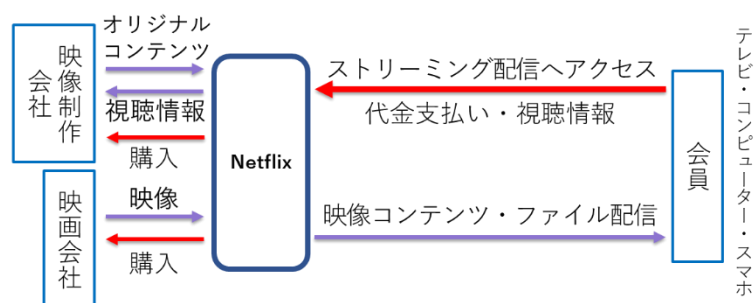 オリジナル
コンテンツ
映像制作
会社
視聴情報
購入
映画会社
映像
購入
Netflix
ストリーミング配信へアクセス
代金支払い・視聴情報
映像コンテンツ・ファイル配信
会員
テレビ・コンピューター・スマホ